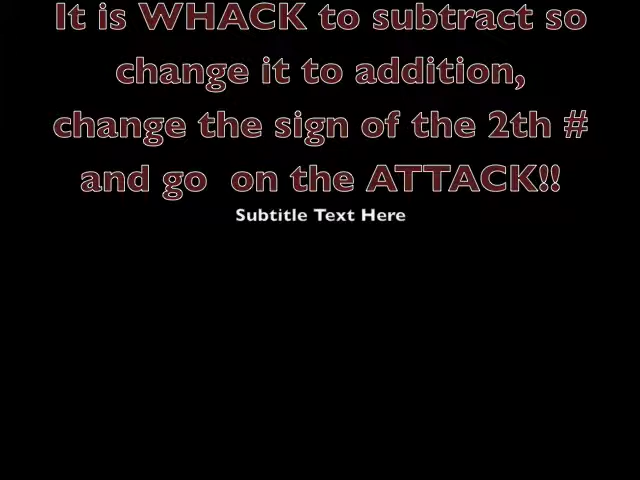 It is WHACK to subtract so
change it to addition,
change the sign of the 2th #
and go on the ATTACK!!
Subtitle Text Here